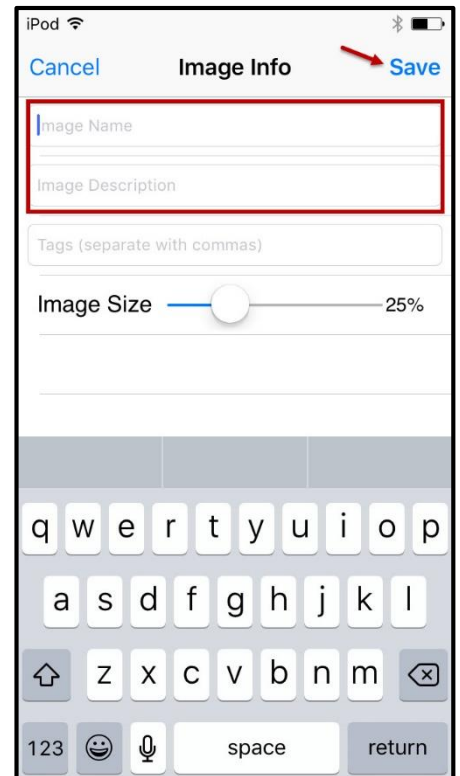 iPod
Cancel Image Info Save
Image Name
Image Description
Tags (separate with commas)
Image Size 25%
q w e r t y u i o p
a s d f g h j k l
z x c v b n m
123 space return